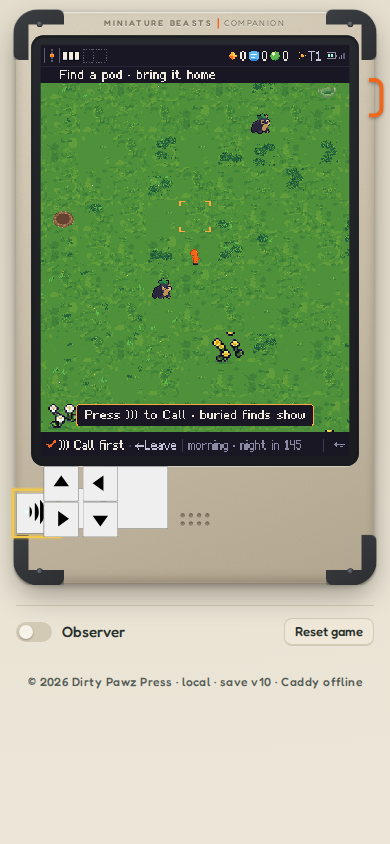 MINIATURE BEASTS | COMPANION
0 0 0 · T1
Find a pod · bring it home
Press ))) to Call · buried finds show
))) Call first · ←Leave | morning · night in 145
Observer
Reset game
© 2026 Dirty Pawz Press · local · save v10 · Caddy offline